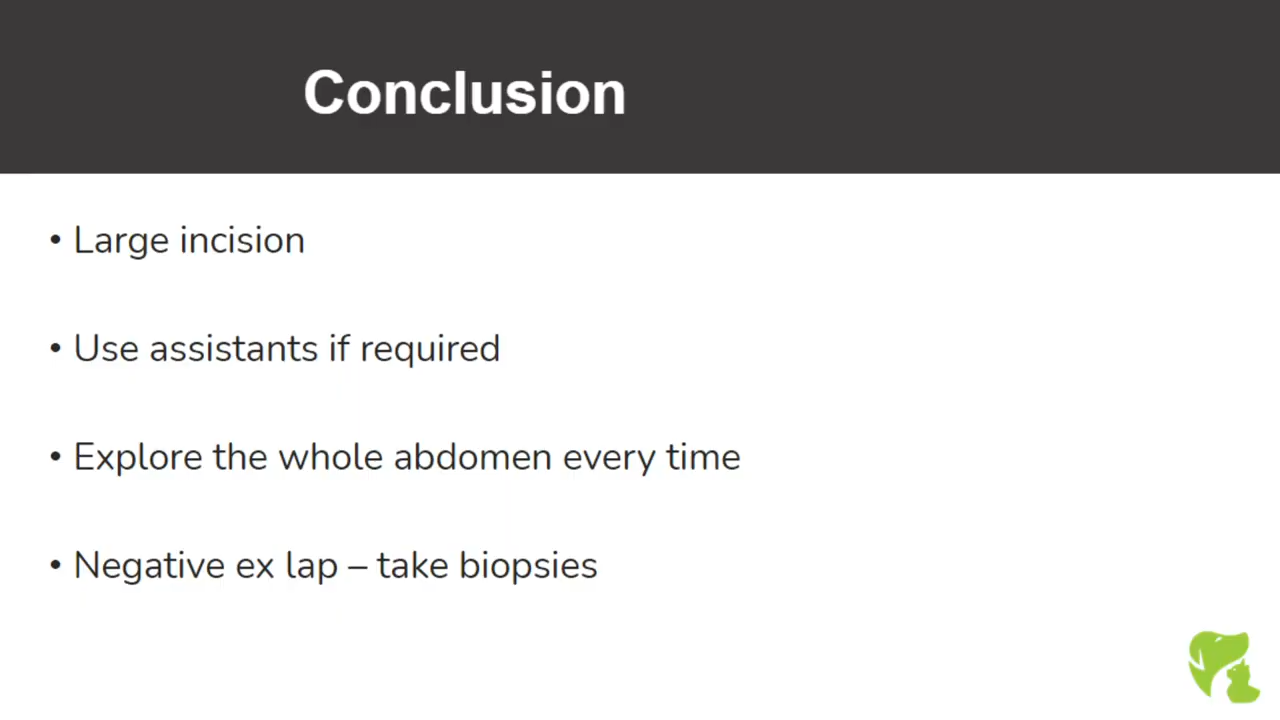 Conclusion
• Large incision
• Use assistants if required
• Explore the whole abdomen every time
• Negative ex lap – take biopsies